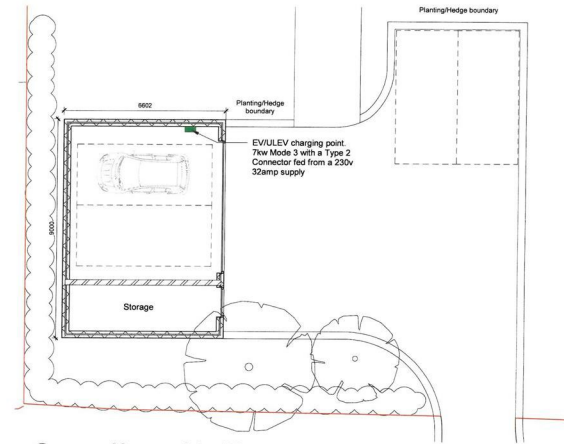 Planting/Hedge boundary
6602
Planting/Hedge
boundary
EV/ULEV charging point.
7kw Mode 3 with a Type 2
Connector fed from a 230v
32amp supply
9000
Storage